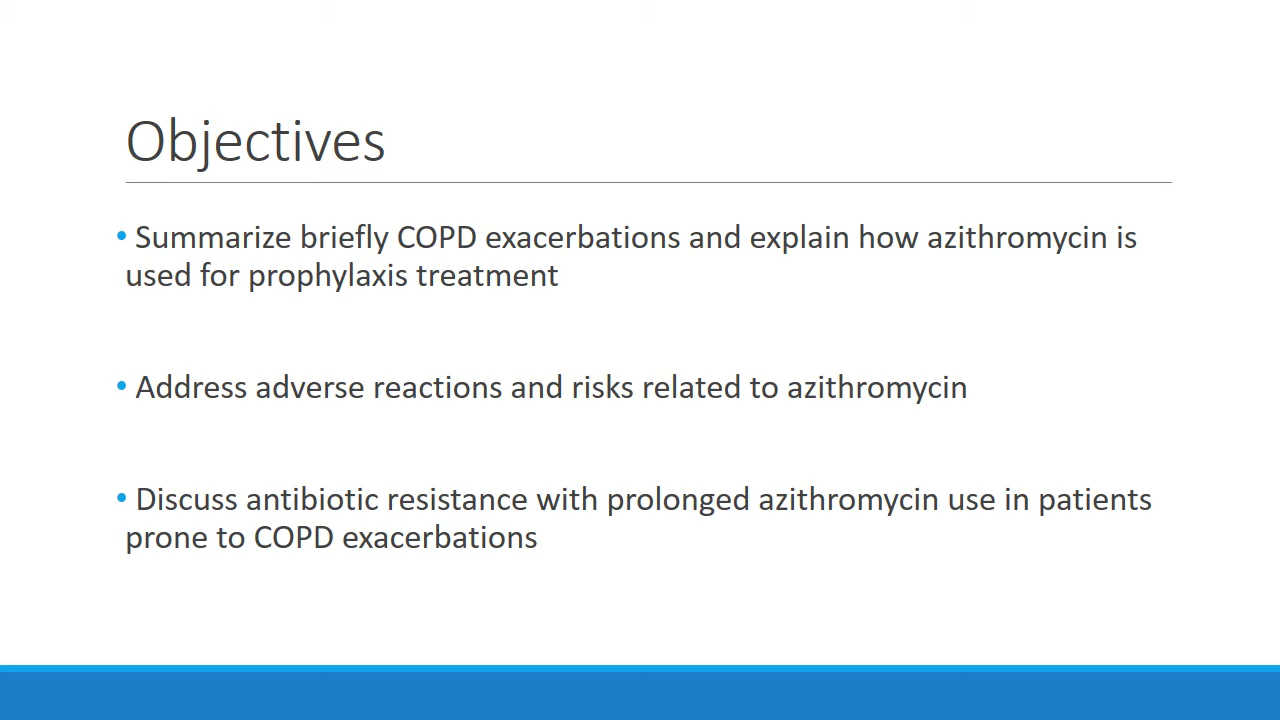 Objectives
• Summarize briefly COPD exacerbations and explain how azithromycin is
used for prophylaxis treatment
• Address adverse reactions and risks related to azithromycin
• Discuss antibiotic resistance with prolonged azithromycin use in patients
prone to COPD exacerbations